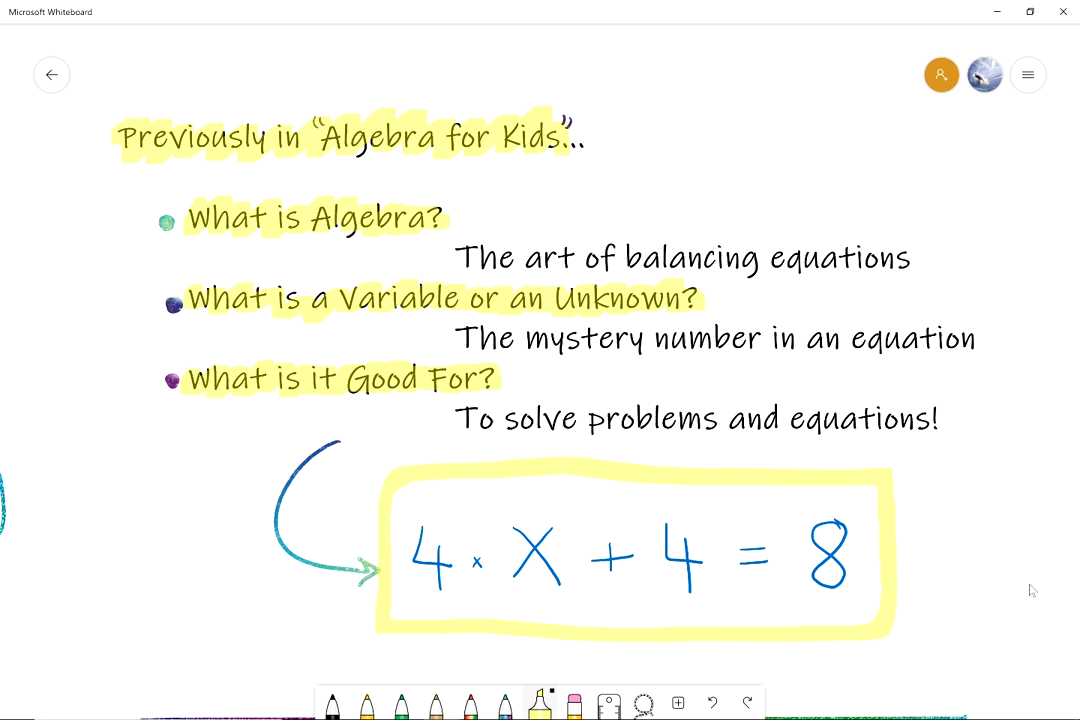 Microsoft Whiteboard
Previously in "Algebra for Kids"...
What is Algebra?
The art of balancing equations
What is a Variable or an Unknown?
The mystery number in an equation
What is it Good For?
To solve problems and equations!
4 × X + 4 = 8